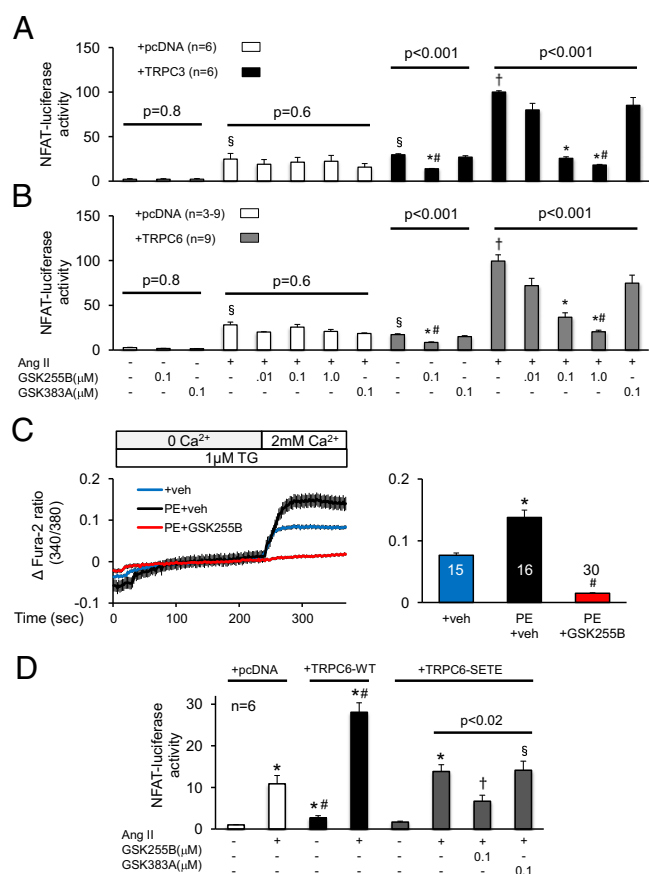 A
+pcDNA (n=6)
+TRPC3 (n=6)
NFAT-luciferase activity
150
100
50
0
p=0.8
p=0.6
p<0.001
p<0.001
§
§
*#
†
*
*#
B
+pcDNA (n=3-9)
+TRPC6 (n=9)
NFAT-luciferase activity
150
100
50
0
p=0.8
p=0.6
p<0.001
p<0.001
§
§
*#
†
*
*#
Ang II - - - + + + + + - - - + + + + +
GSK255B(μM) - 0.1 - - .01 0.1 1.0 - - 0.1 - - .01 0.1 1.0 -
GSK383A(μM) - - 0.1 - - - - 0.1 - - 0.1 - - - - 0.1
C
0 Ca2+ 2mM Ca2+
1μM TG
+veh
PE+veh
PE+GSK255B
Δ Fura-2 ratio (340/380)
0.2
0.1
0
-0.1
Time (sec) 0 100 200 300
0.2
0.1
0
15
*
16
30
#
+veh
PE +veh
PE +GSK255B
D
+pcDNA +TRPC6-WT +TRPC6-SETE
n=6
NFAT-luciferase activity
30
20
10
0
*
*#
*#
p<0.02
*
†
§
Ang II - + - + - + + +
GSK255B(μM) - - - - - - 0.1 -
GSK383A(μM) - - - - - - - 0.1